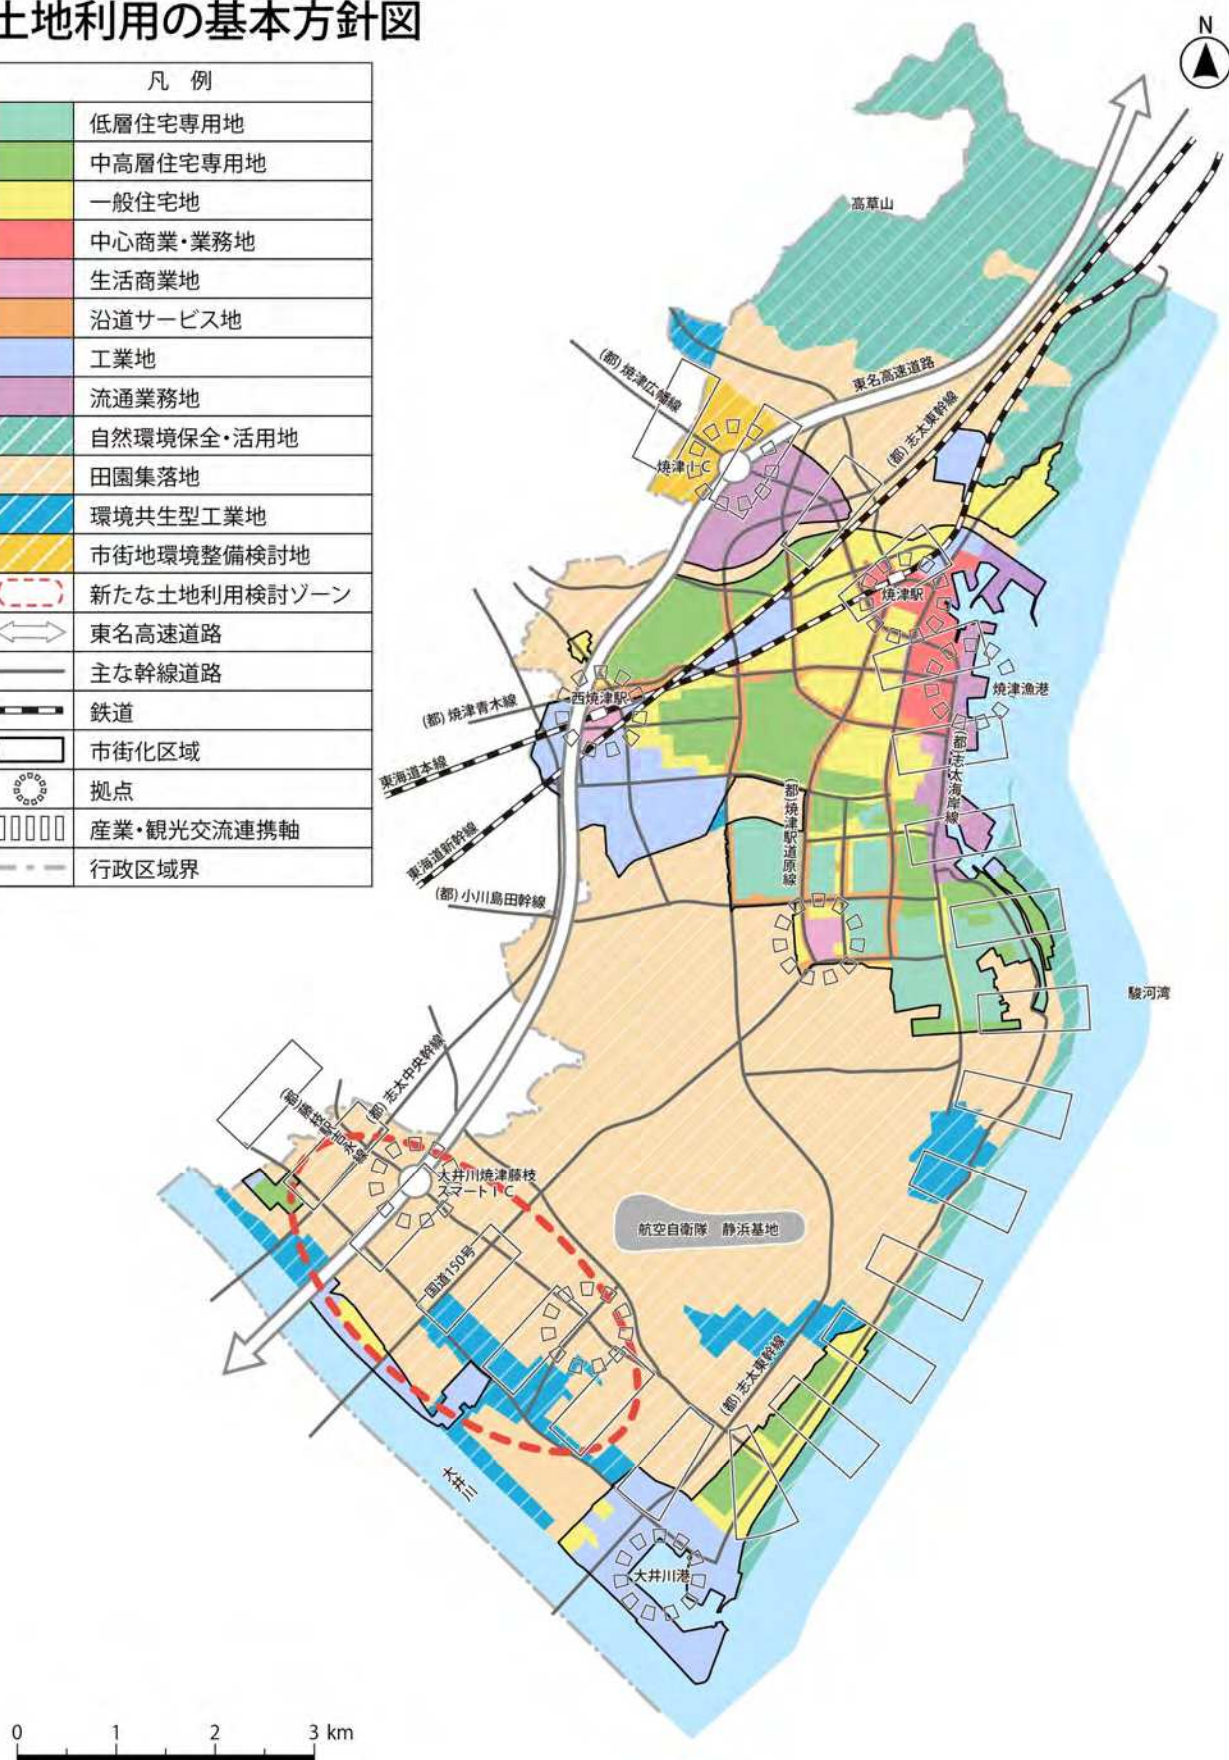 土地利用の基本方針図
N
凡 例
低層住宅専用地
中高層住宅専用地
一般住宅地
中心商業・業務地
生活商業地
沿道サービス地
工業地
流通業務地
自然環境保全・活用地
田園集落地
環境共生型工業地
市街地環境整備検討地
新たな土地利用検討ゾーン
東名高速道路
主な幹線道路
鉄道
市街化区域
拠点
産業・観光交流連携軸
行政区域界
高草山
(都)焼津広幡線
東名高速道路
(都)志太東幹線
焼津IC
焼津駅
西焼津駅
焼津漁港
(都)焼津青木線
東海道本線
(都)志太海岸線
(都)焼津駅道原線
東海道新幹線
(都)小川島田幹線
駿河湾
(都)志太中央幹線
(都)藤枝駅吉永線
大井川焼津藤枝
スマートIC
航空自衛隊 静浜基地
国道150号
(都)志太東幹線
大井川
大井川港
0 1 2 3 km